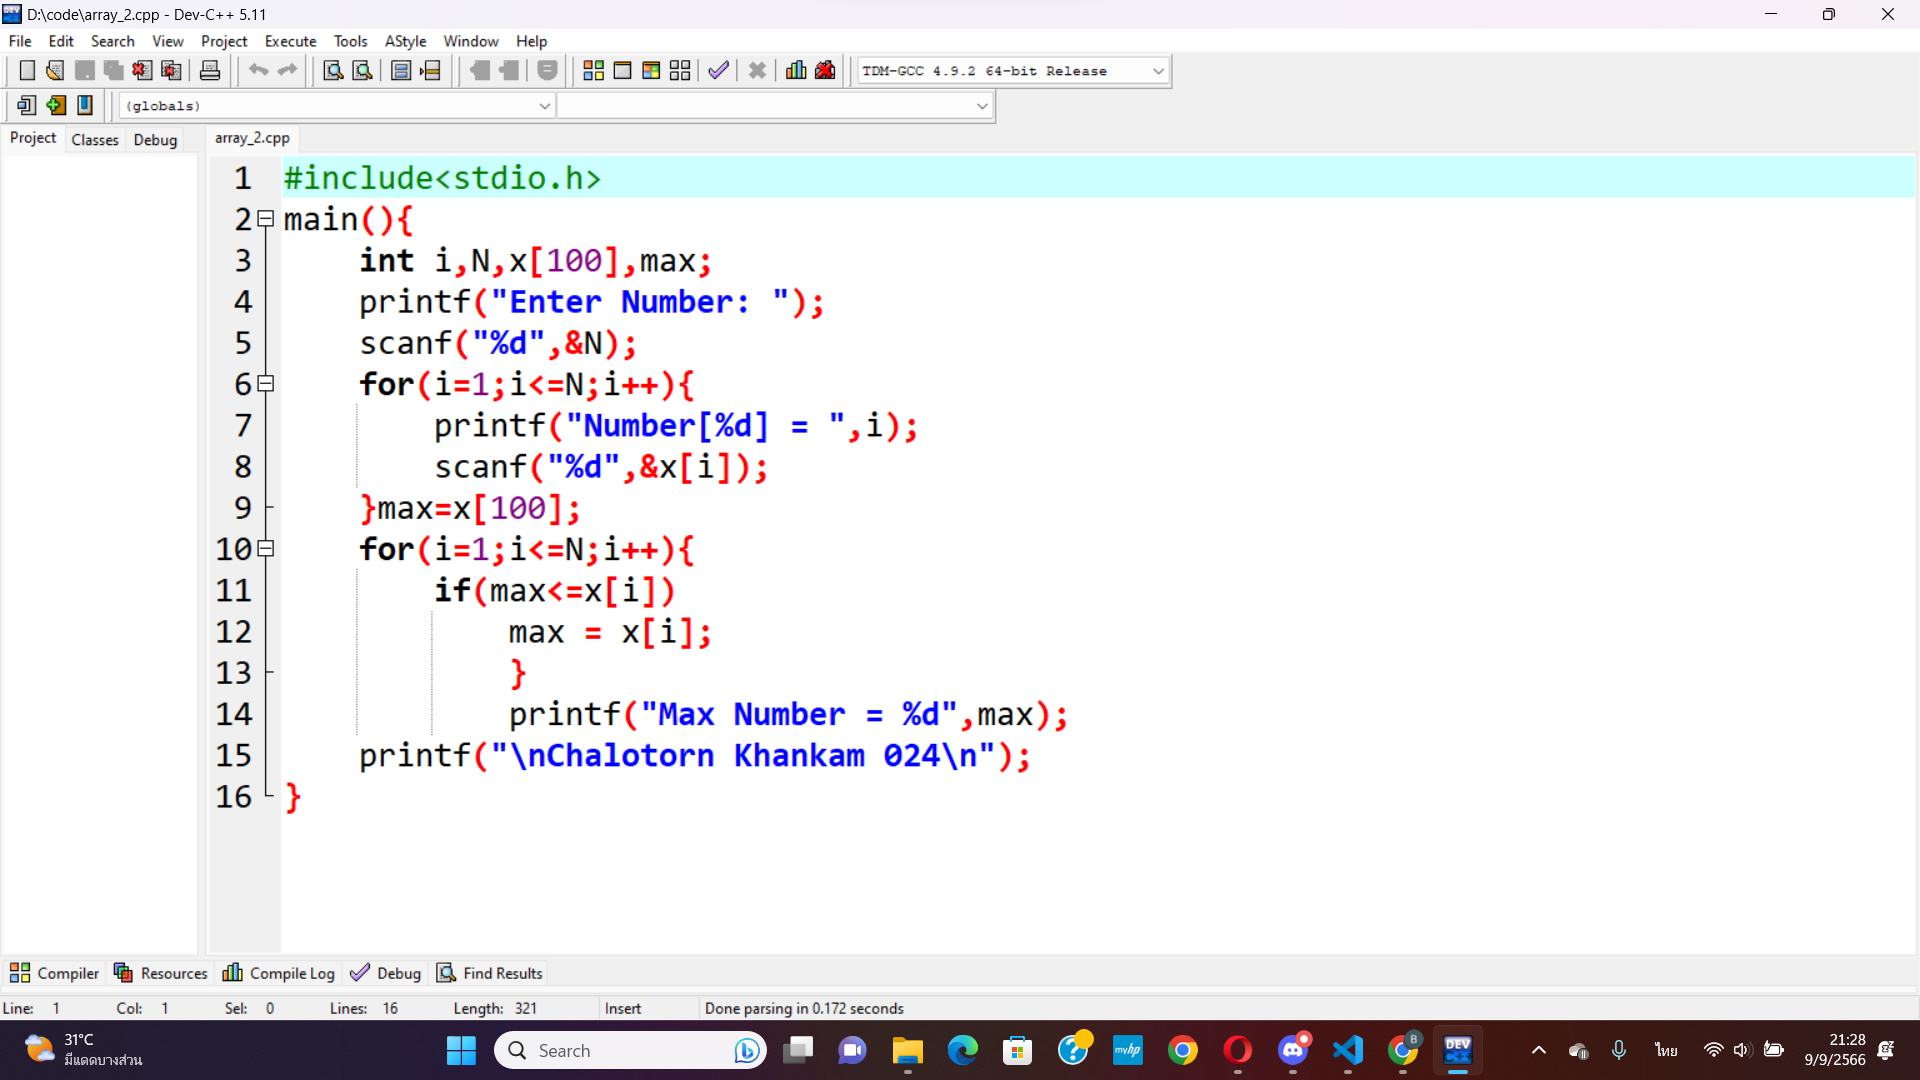 D:\code\array_2.cpp - Dev-C++ 5.11
File Edit Search View Project Execute Tools AStyle Window Help
TDM-GCC 4.9.2 64-bit Release
(globals)
Project Classes Debug array_2.cpp
1 #include<stdio.h>
2 main(){
3 int i,N,x[100],max;
4 printf("Enter Number: ");
5 scanf("%d",&N);
6 for(i=1;i<=N;i++){
7 printf("Number[%d] = ",i);
8 scanf("%d",&x[i]);
9 }max=x[100];
10 for(i=1;i<=N;i++){
11 if(max<=x[i])
12 max = x[i];
13 }
14 printf("Max Number = %d",max);
15 printf("\nChalotorn Khankam 024\n");
16 }
Compiler Resources Compile Log Debug Find Results
Line: 1 Col: 1 Sel: 0 Lines: 16 Length: 321 Insert Done parsing in 0.172 seconds
31°C
มีแดดบางส่วน
Search
myhp
B
DEV
C++
ไทย
21:28
9/9/2566